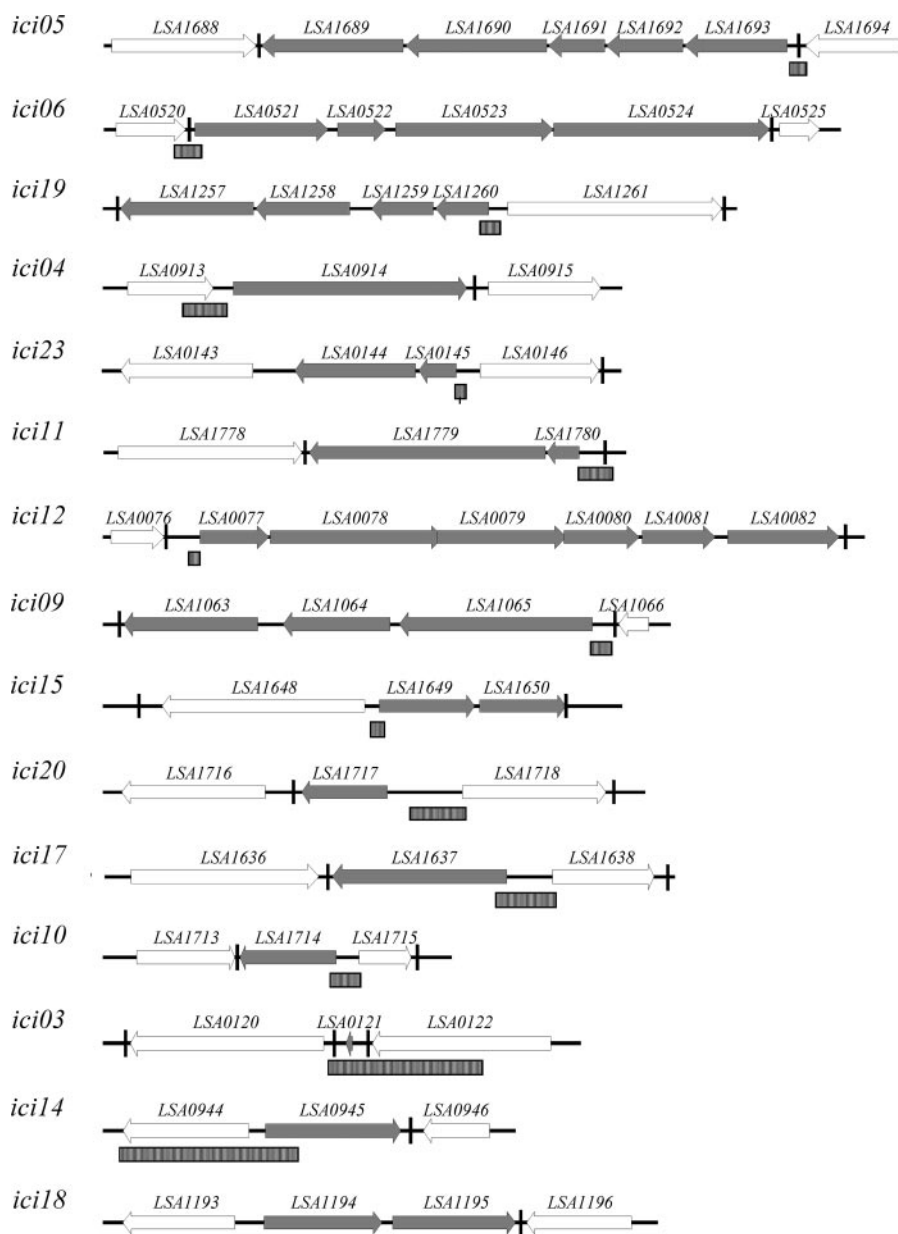 ici05 LSA1688 LSA1689 LSA1690 LSA1691 LSA1692 LSA1693 LSA1694
ici06 LSA0520 LSA0521 LSA0522 LSA0523 LSA0524 LSA0525
ici19 LSA1257 LSA1258 LSA1259 LSA1260 LSA1261
ici04 LSA0913 LSA0914 LSA0915
ici23 LSA0143 LSA0144 LSA0145 LSA0146
ici11 LSA1778 LSA1779 LSA1780
ici12 LSA0076 LSA0077 LSA0078 LSA0079 LSA0080 LSA0081 LSA0082
ici09 LSA1063 LSA1064 LSA1065 LSA1066
ici15 LSA1648 LSA1649 LSA1650
ici20 LSA1716 LSA1717 LSA1718
ici17 LSA1636 LSA1637 LSA1638
ici10 LSA1713 LSA1714 LSA1715
ici03 LSA0120 LSA0121 LSA0122
ici14 LSA0944 LSA0945 LSA0946
ici18 LSA1193 LSA1194 LSA1195 LSA1196